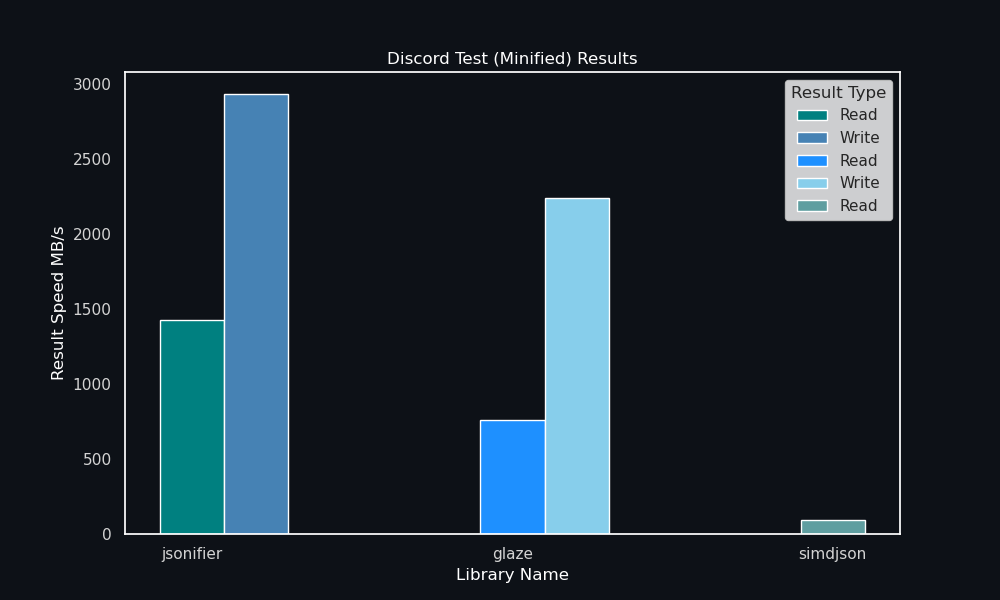 Discord Test (Minified) Results
Result Speed MB/s
3000
2500
2000
1500
1000
500
0
Result Type
Read
Write
Read
Write
Read
jsonifier
glaze
simdjson
Library Name